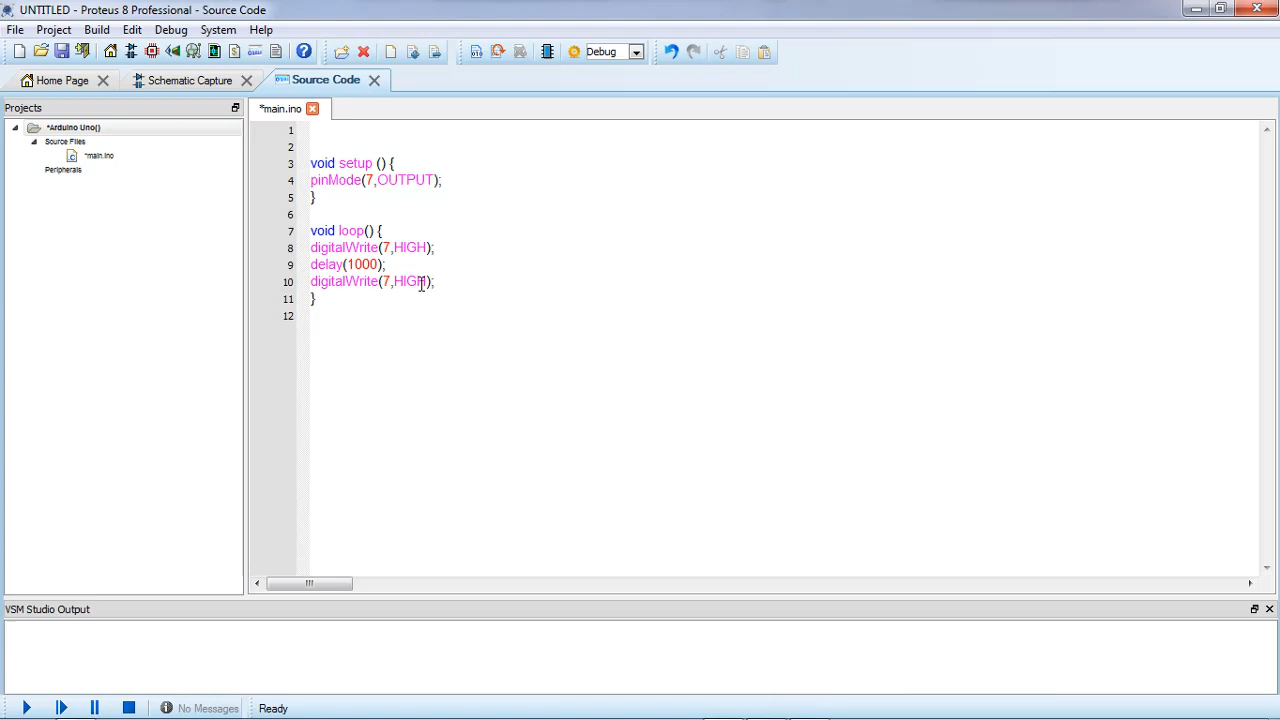 UNTITLED - Proteus 8 Professional - Source Code
File Project Build Edit Debug System Help
Debug
Home Page Schematic Capture Source Code
Projects
*main.ino
*Arduino Uno()
Source Files
*main.ino
Peripherals
1
2
3 void setup () {
4 pinMode(7,OUTPUT);
5 }
6
7 void loop() {
8 digitalWrite(7,HIGH);
9 delay(1000);
10 digitalWrite(7,HIGH);
11 }
12
VSM Studio Output
No Messages Ready